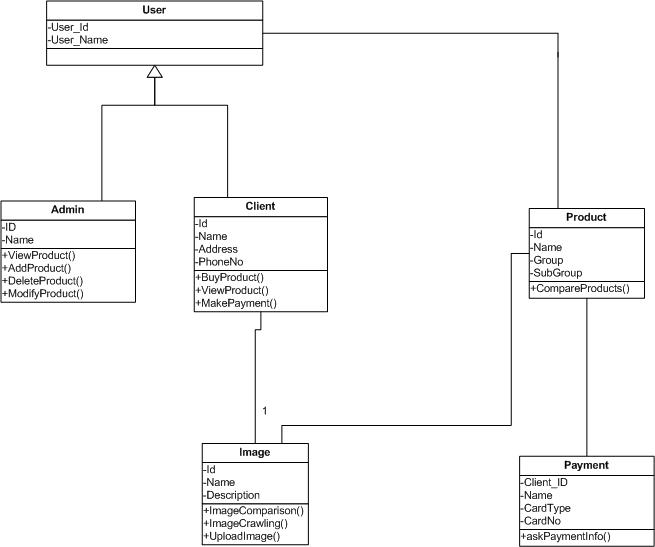 User
-User_Id
-User_Name
Admin
-ID
-Name
+ViewProduct()
+AddProduct()
+DeleteProduct()
+ModifyProduct()
Client
-Id
-Name
-Address
-PhoneNo
+BuyProduct()
+ViewProduct()
+MakePayment()
Product
-Id
-Name
-Group
-SubGroup
+CompareProducts()
1
Image
-Id
-Name
-Description
+ImageComparison()
+ImageCrawling()
+UploadImage()
Payment
-Client_ID
-Name
-CardType
-CardNo
+askPaymentInfo()